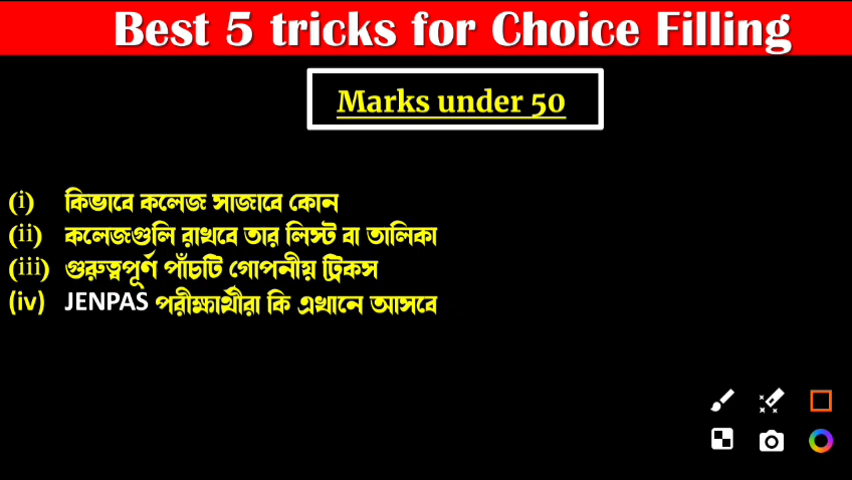 Best 5 tricks for Choice Filling
Marks under 50
(i) কিভাবে কলেজ সাজাবে কোন
(ii) কলেজগুলি রাখবে তার লিস্ট বা তালিকা
(iii) গুরুত্বপূর্ণ পাঁচটি গোপনীয় ট্রিকস
(iv) JENPAS পরীক্ষার্থীরা কি এখানে আসবে